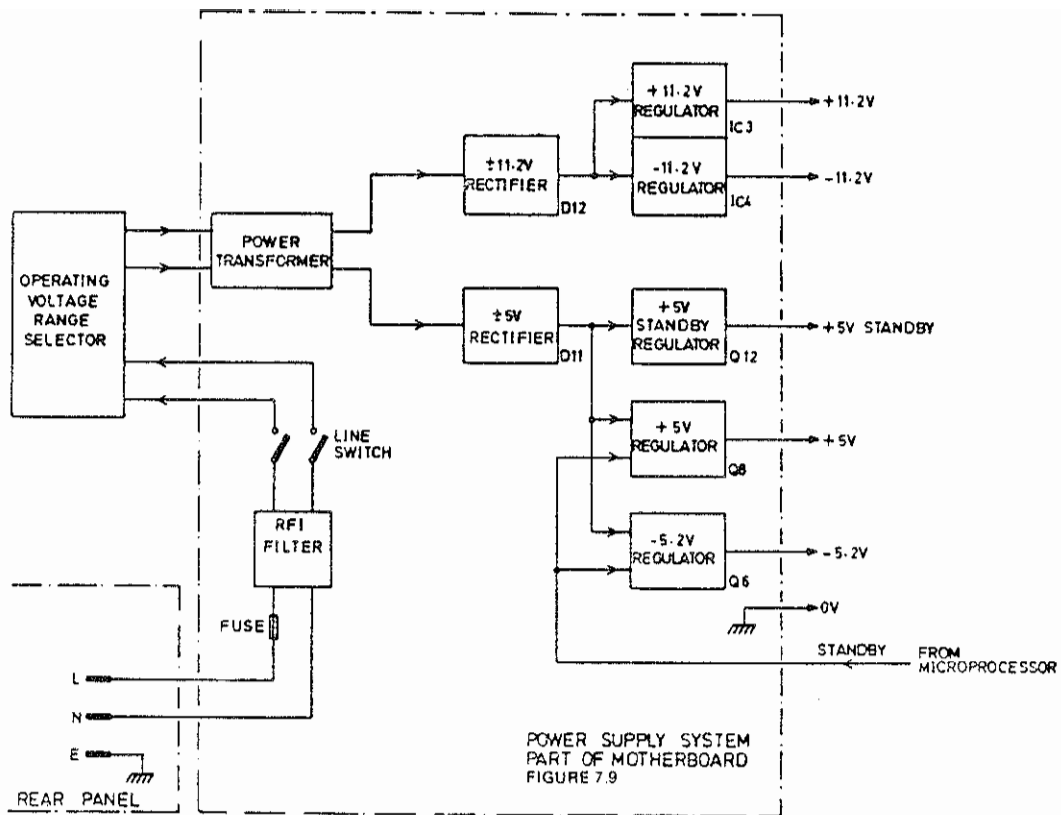 +11.2V
REGULATOR
IC3
+11.2V
-11.2V
REGULATOR
IC4
-11.2V
±11.2V
RECTIFIER
D12
POWER
TRANSFORMER
OPERATING
VOLTAGE
RANGE
SELECTOR
±5V
RECTIFIER
D11
+5V
STANDBY
REGULATOR
Q12
+5V STANDBY
LINE
SWITCH
+5V
REGULATOR
Q8
+5V
RFI
FILTER
-5.2V
REGULATOR
Q6
-5.2V
0V
FUSE
STANDBY
FROM
MICROPROCESSOR
L
N
E
REAR PANEL
POWER SUPPLY SYSTEM
PART OF MOTHERBOARD
FIGURE 7.9